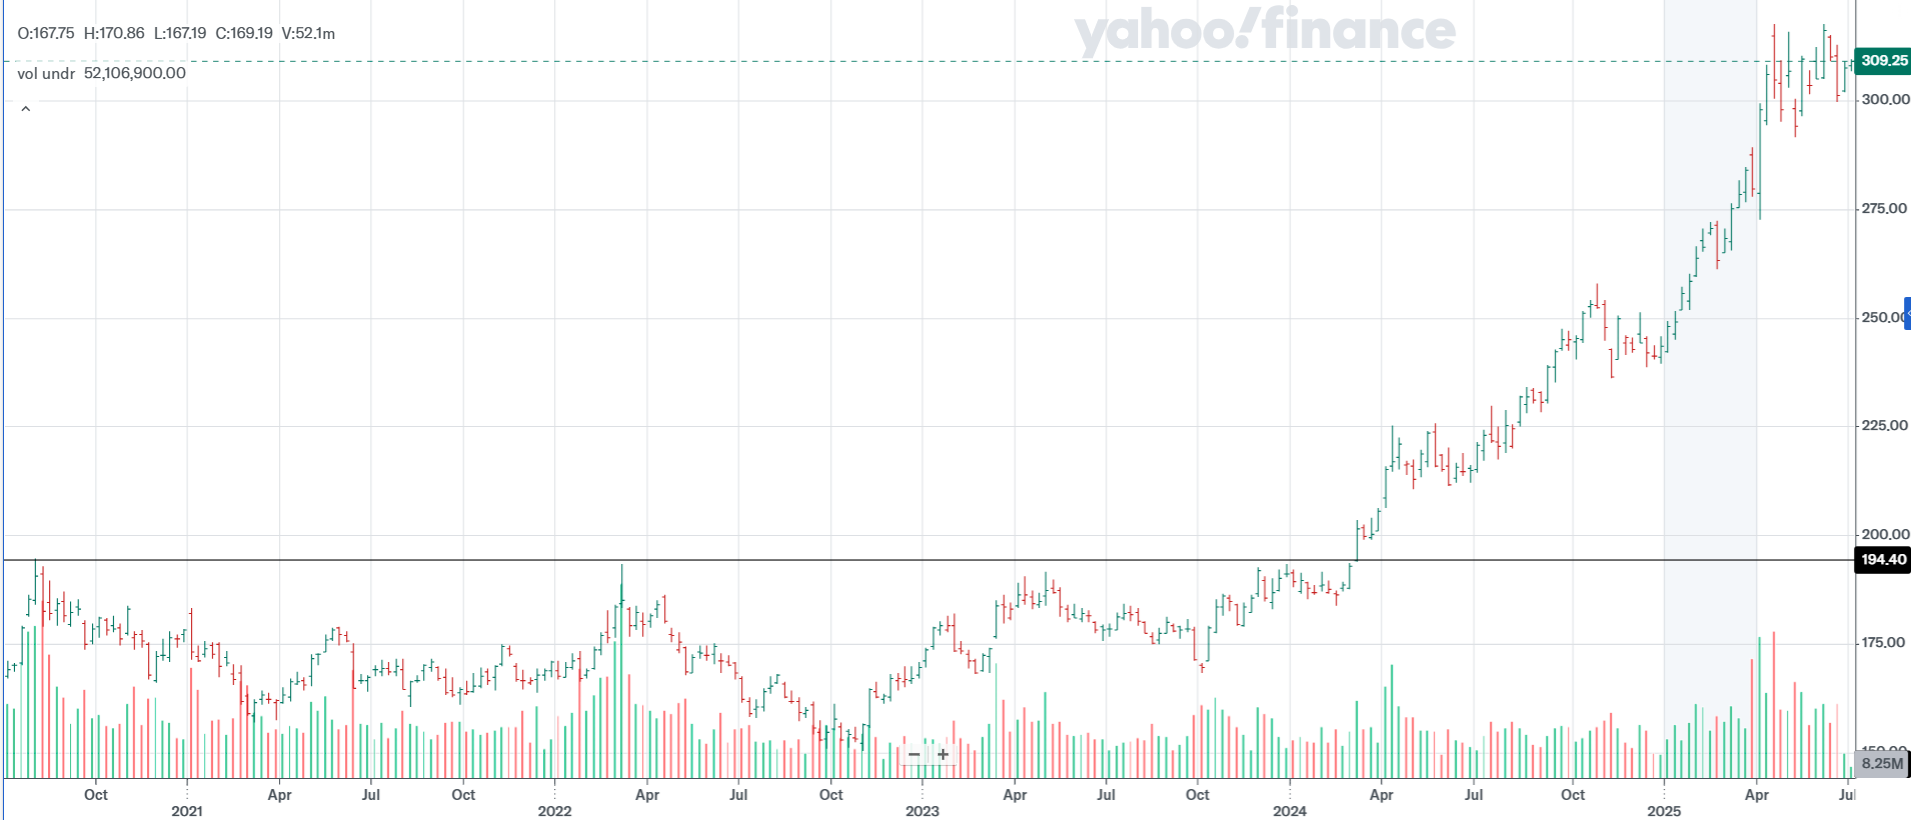 yahoo!finance
O:167.75 H:170.86 L:167.19 C:169.19 V:52.1m
vol undr 52,106,900.00
309.25
300.00
275.00
250.00
225.00
200.00
194.40
175.00
150.00
8.25M
− +
Oct Apr Jul Oct Apr Jul Oct Apr Jul Oct Apr Jul Oct Apr Jul
2021 2022 2023 2024 2025